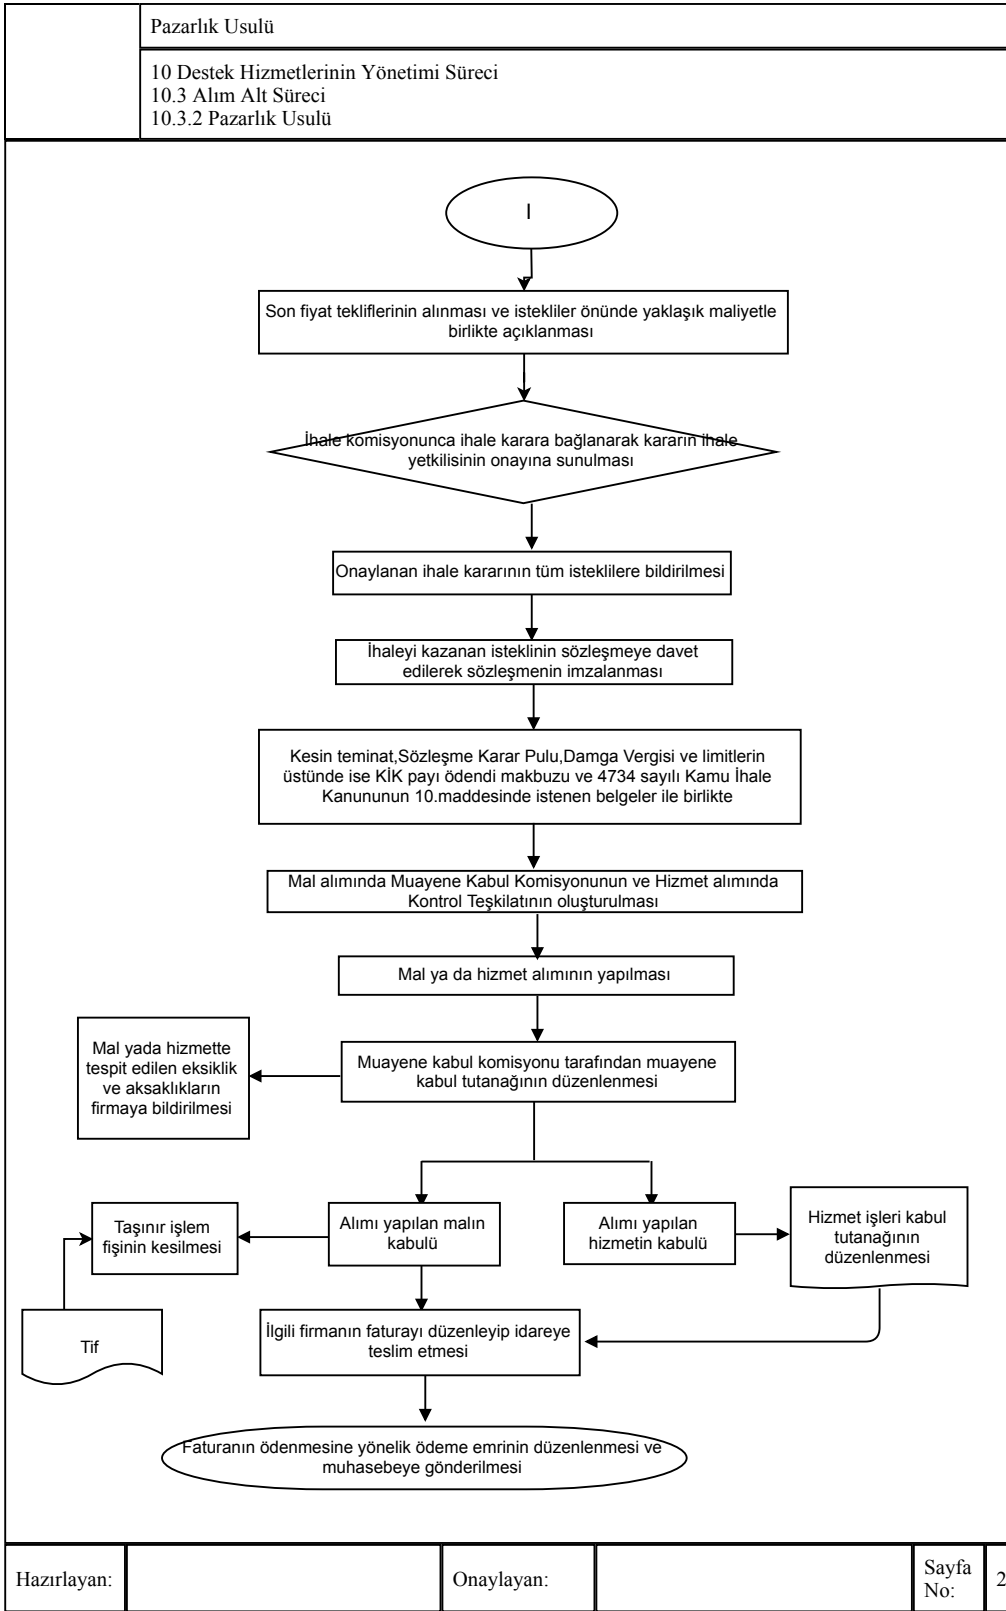 Pazarlık Usulü
10 Destek Hizmetlerinin Yönetimi Süreci
10.3 Alım Alt Süreci
10.3.2 Pazarlık Usulü
I
Son fiyat tekliflerinin alınması ve istekliler önünde yaklaşık maliyetle
birlikte açıklanması
İhale komisyonunca ihale karara bağlanarak kararın ihale
yetkilisinin onayına sunulması
Onaylanan ihale kararının tüm isteklilere bildirilmesi
İhaleyi kazanan isteklinin sözleşmeye davet
edilerek sözleşmenin imzalanması
Kesin teminat,Sözleşme Karar Pulu,Damga Vergisi ve limitlerin
üstünde ise KİK payı ödendi makbuzu ve 4734 sayılı Kamu İhale
Kanununun 10.maddesinde istenen belgeler ile birlikte
Mal alımında Muayene Kabul Komisyonunun ve Hizmet alımında
Kontrol Teşkilatının oluşturulması
Mal ya da hizmet alımının yapılması
Mal yada hizmette
tespit edilen eksiklik
ve aksaklıkların
firmaya bildirilmesi
Muayene kabul komisyonu tarafından muayene
kabul tutanağının düzenlenmesi
Taşınır işlem
fişinin kesilmesi
Alımı yapılan malın
kabulü
Alımı yapılan
hizmetin kabulü
Hizmet işleri kabul
tutanağının
düzenlenmesi
Tif
İlgili firmanın faturayı düzenleyip idareye
teslim etmesi
Faturanın ödenmesine yönelik ödeme emrinin düzenlenmesi ve
muhasebeye gönderilmesi
Hazırlayan:
Onaylayan:
Sayfa
No:
2